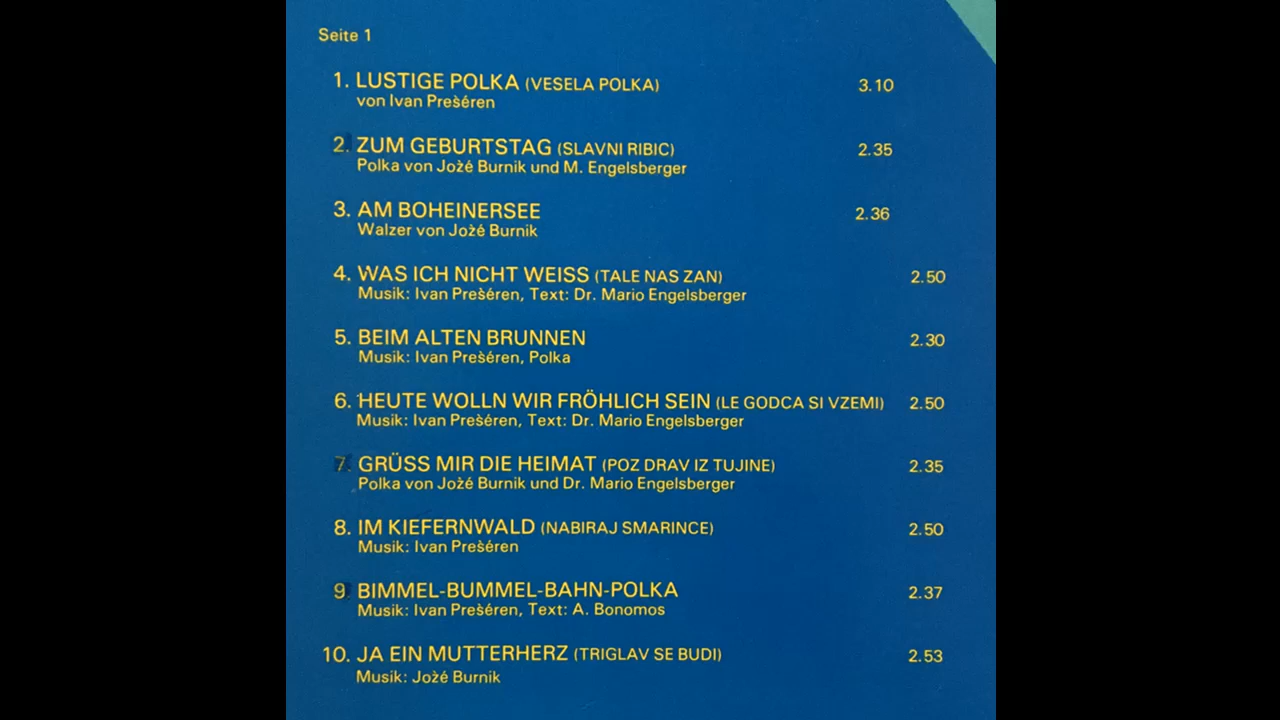 Seite 1
1. LUSTIGE POLKA (VESELA POLKA) 3.10
von Ivan Prešéren
2. ZUM GEBURTSTAG (SLAVNI RIBIC) 2.35
Polka von Jožé Burnik und M. Engelsberger
3. AM BOHEINERSEE 2.36
Walzer von Jožé Burnik
4. WAS ICH NICHT WEISS (TALE NAS ZAN) 2.50
Musik: Ivan Prešéren, Text: Dr. Mario Engelsberger
5. BEIM ALTEN BRUNNEN 2.30
Musik: Ivan Prešéren, Polka
6. HEUTE WOLLN WIR FRÖHLICH SEIN (LE GODCA SI VZEMI) 2.50
Musik: Ivan Prešéren, Text: Dr. Mario Engelsberger
7. GRÜSS MIR DIE HEIMAT (POZ DRAV IZ TUJINE) 2.35
Polka von Jožé Burnik und Dr. Mario Engelsberger
8. IM KIEFERNWALD (NABIRAJ SMARINCE) 2.50
Musik: Ivan Prešéren
9. BIMMEL-BUMMEL-BAHN-POLKA 2.37
Musik: Ivan Prešéren, Text: A. Bonomos
10. JA EIN MUTTERHERZ (TRIGLAV SE BUDI) 2.53
Musik: Jožé Burnik